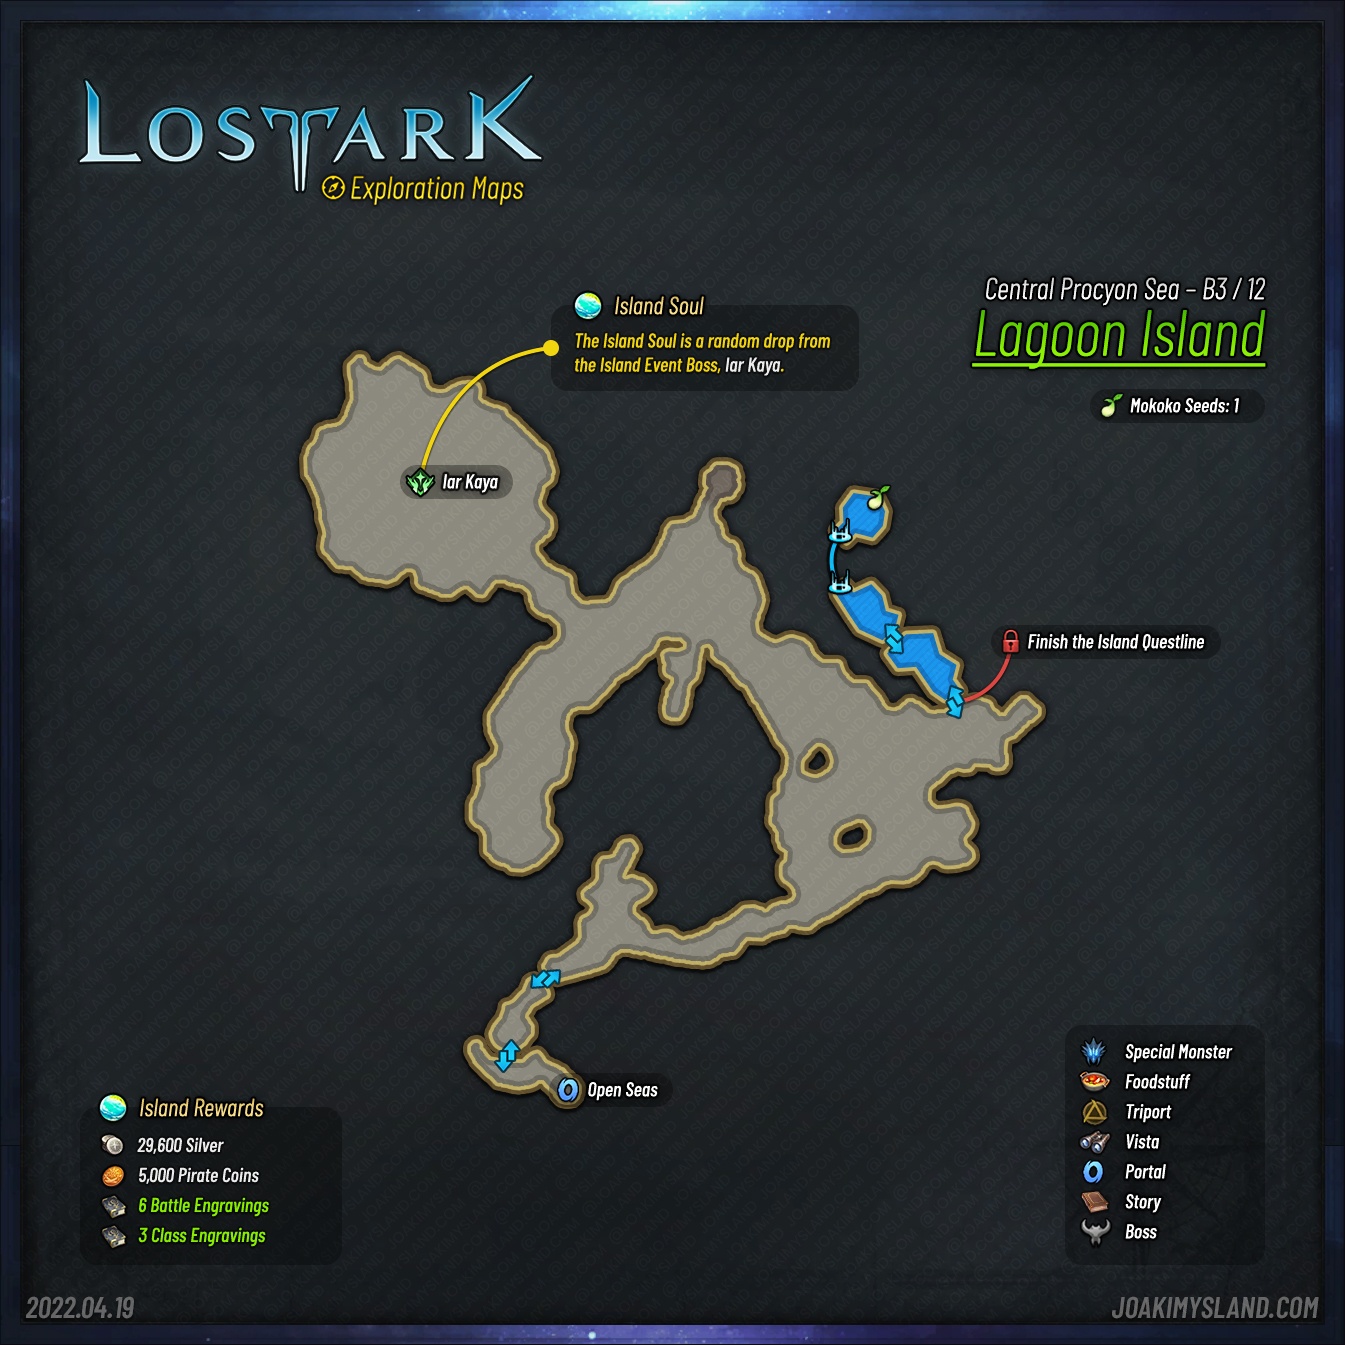 LOSTARK
Exploration Maps
Central Procyon Sea – B3 / 12
Lagoon Island
Mokoko Seeds: 1
Island Soul
The Island Soul is a random drop from
the Island Event Boss, Iar Kaya.
Iar Kaya
Finish the Island Questline
Open Seas
Island Rewards
29,600 Silver
5,000 Pirate Coins
6 Battle Engravings
3 Class Engravings
Special Monster
Foodstuff
Triport
Vista
Portal
Story
Boss
2022.04.19
JOAKIMYSLAND.COM